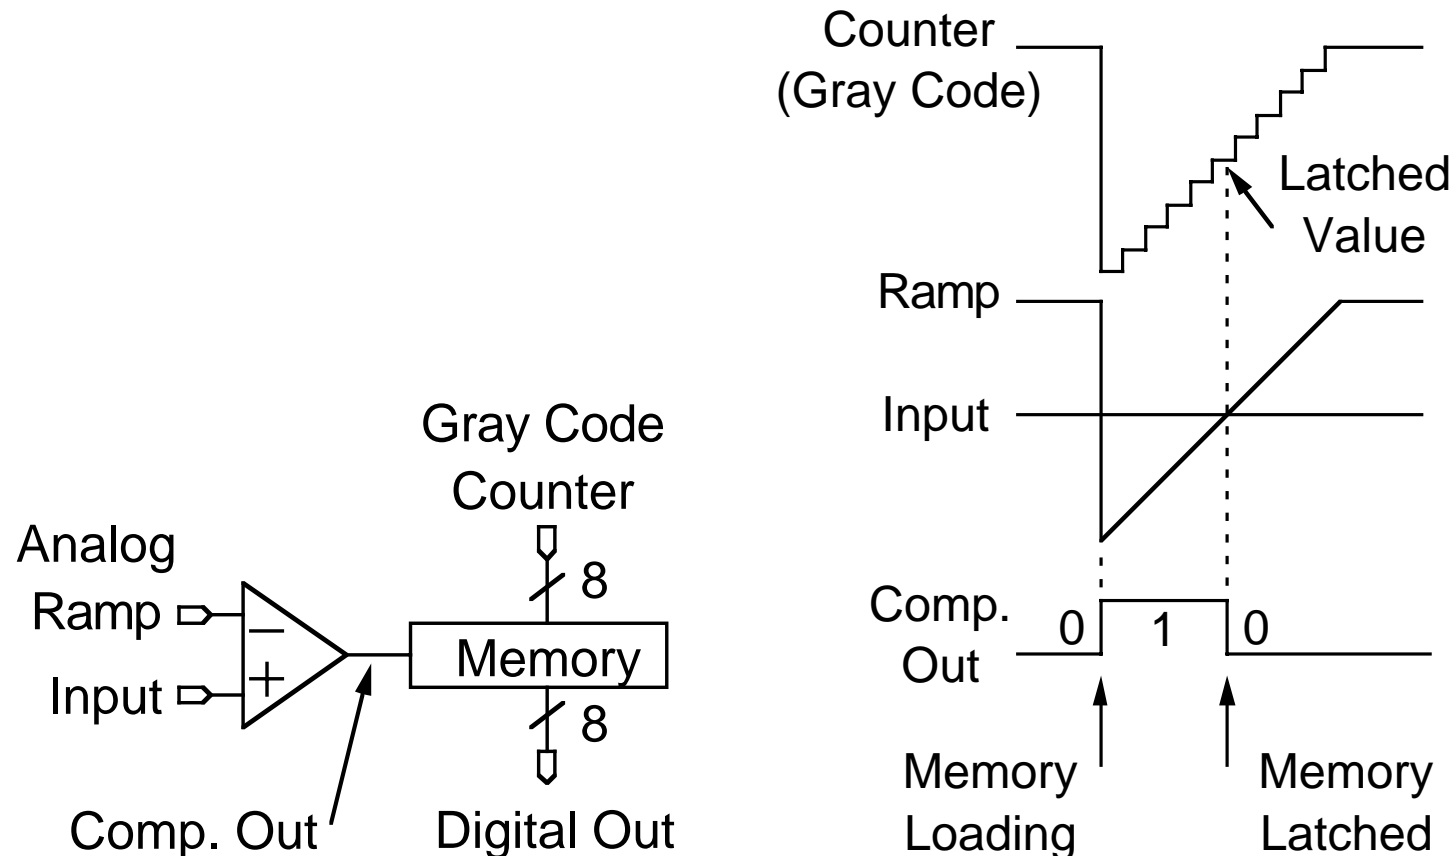 Gray Code
Counter
Analog
Ramp
Input
−
+
8
Memory
8
Comp. Out
Digital Out
Counter
(Gray Code)
Latched
Value
Ramp
Input
Comp.
Out
0
1
0
Memory
Loading
Memory
Latched